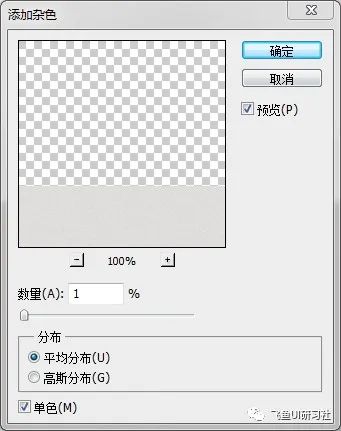 添加杂色
确定
取消
预览(P)
100%
数量(A): 1 %
分布
平均分布(U)
高斯分布(G)
单色(M)
飞鱼UI研习社